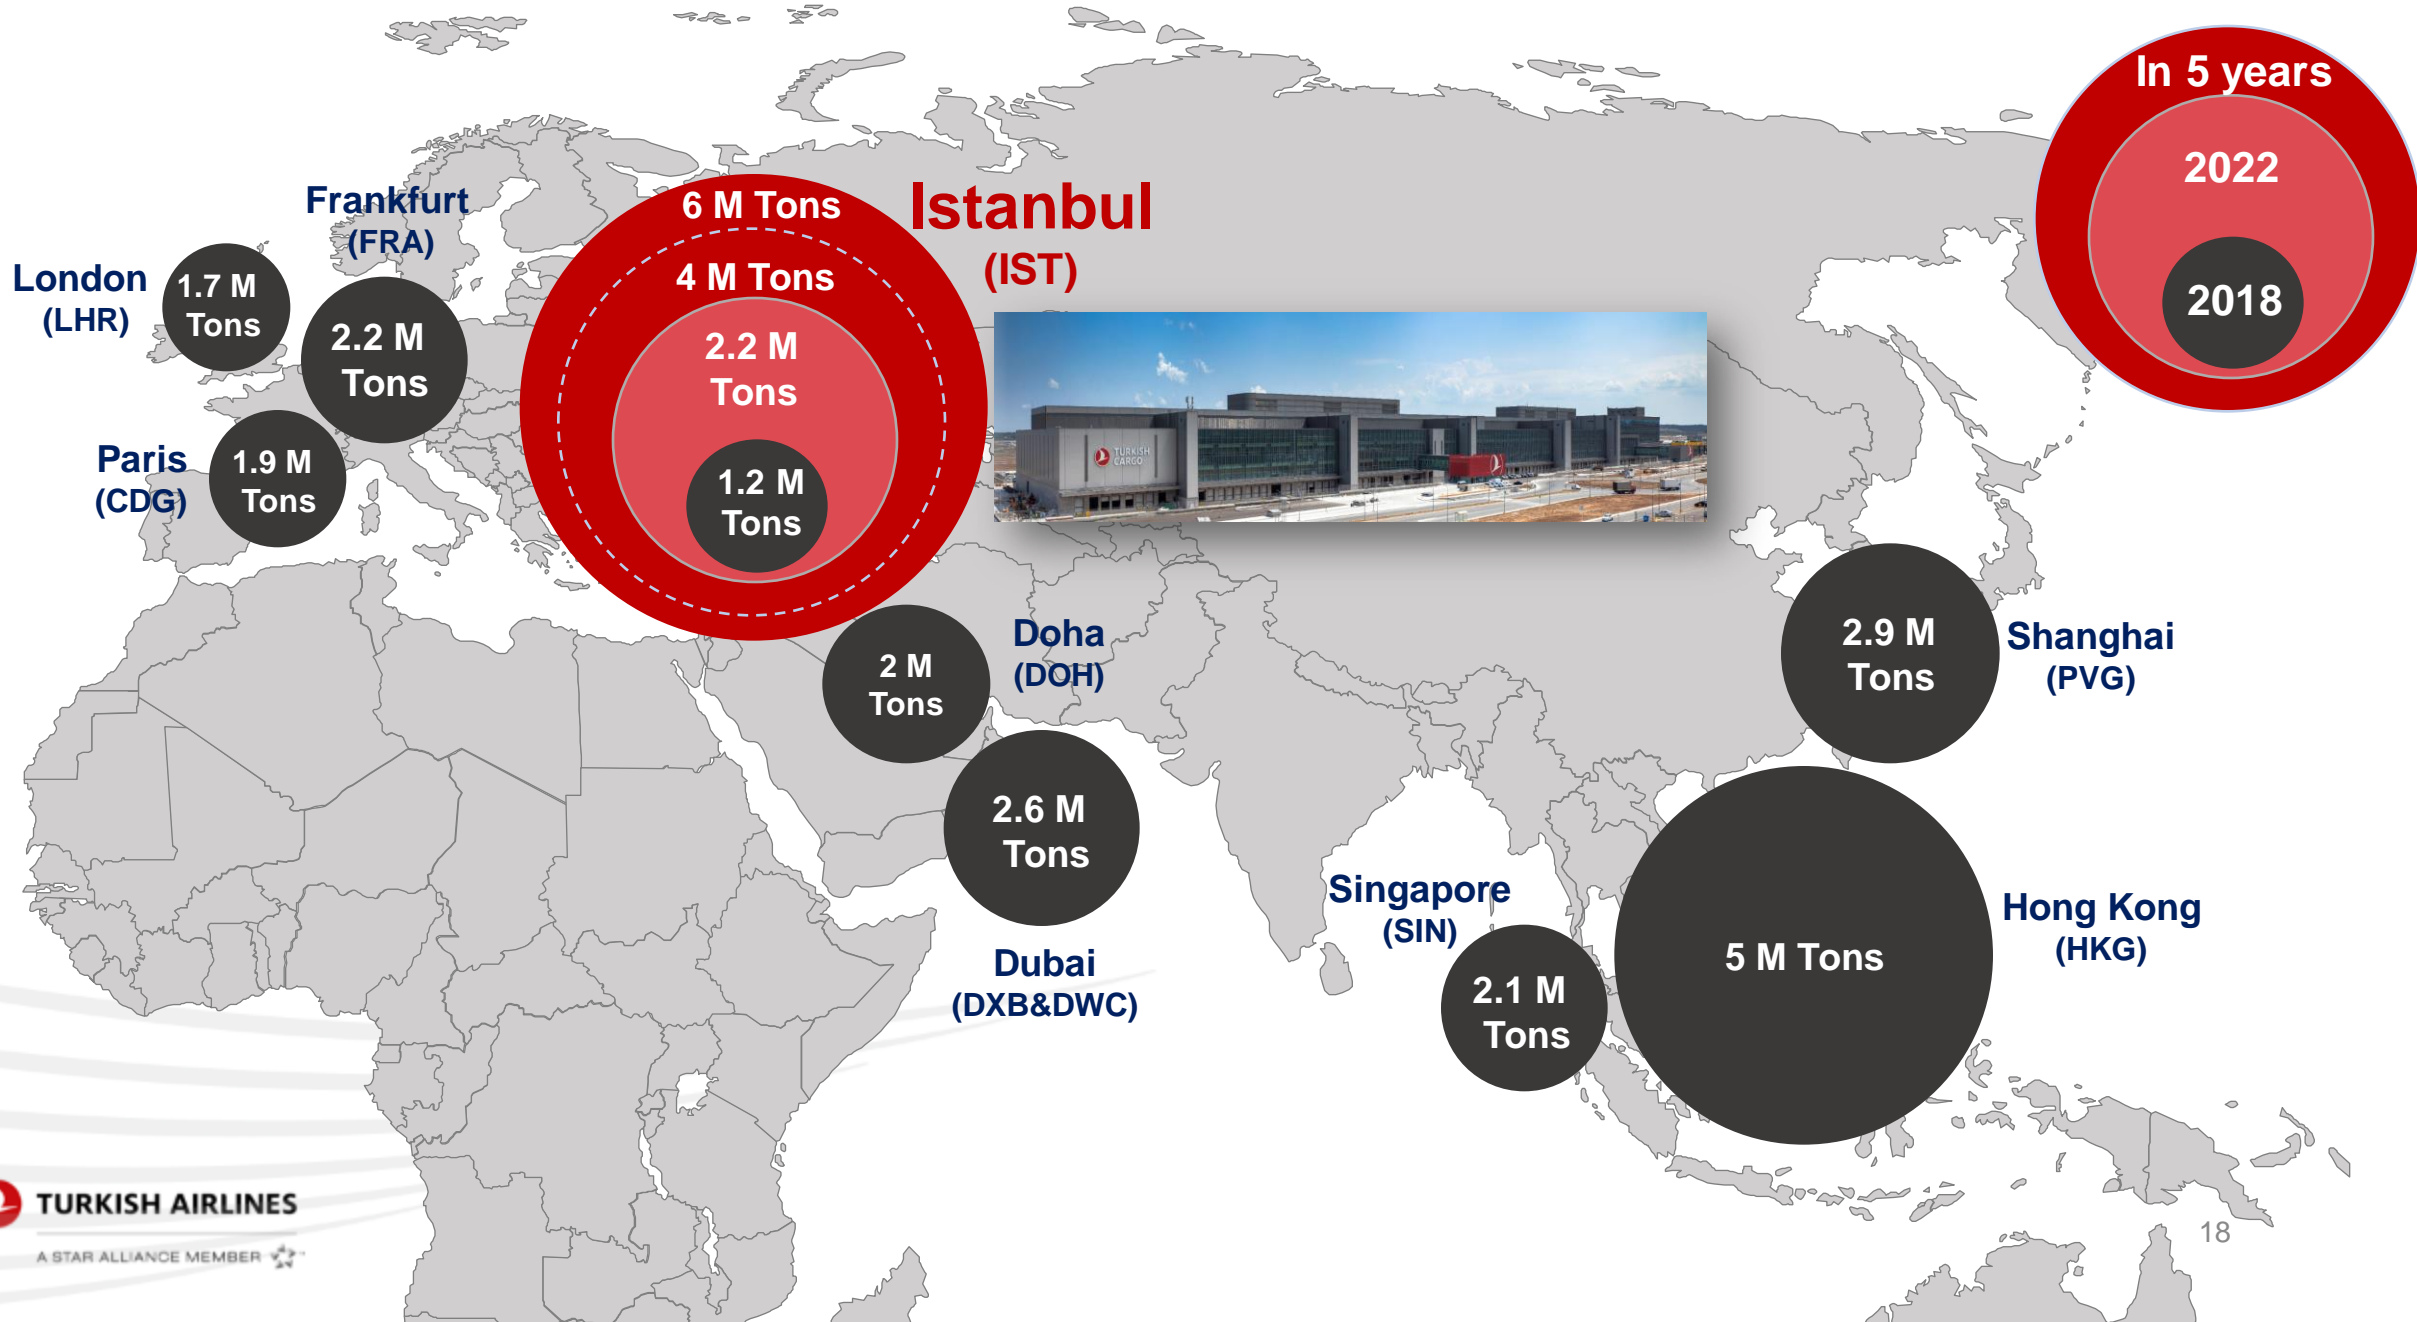 In 5 years
2022
2018
Istanbul
(IST)
6 M Tons
4 M Tons
2.2 M
Tons
1.2 M
Tons
Frankfurt
(FRA)
2.2 M
Tons
London
(LHR)
1.7 M
Tons
Paris
(CDG)
1.9 M
Tons
TURKISH
CARGO
Doha
(DOH)
2 M
Tons
Dubai
(DXB&DWC)
2.6 M
Tons
Shanghai
(PVG)
2.9 M
Tons
Singapore
(SIN)
2.1 M
Tons
Hong Kong
(HKG)
5 M Tons
TURKISH AIRLINES
A STAR ALLIANCE MEMBER
18